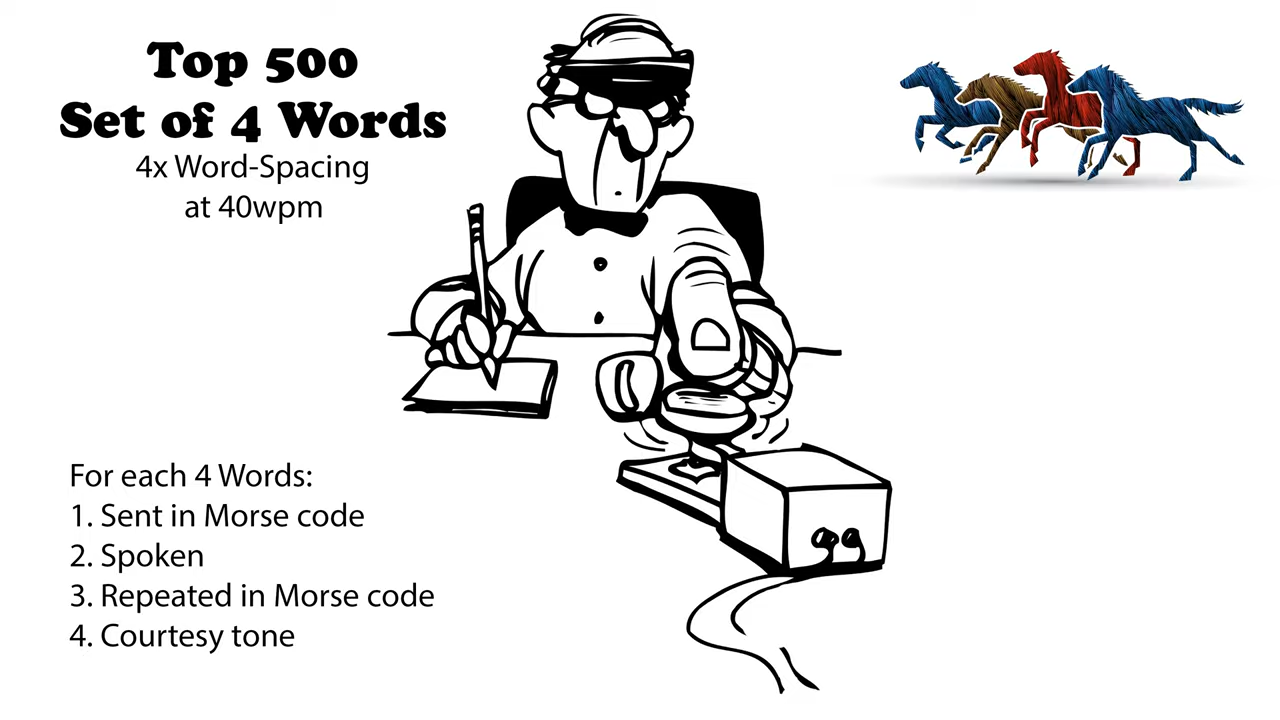 Top 500
Set of 4 Words
4x Word-Spacing
at 40wpm
For each 4 Words:
1. Sent in Morse code
2. Spoken
3. Repeated in Morse code
4. Courtesy tone